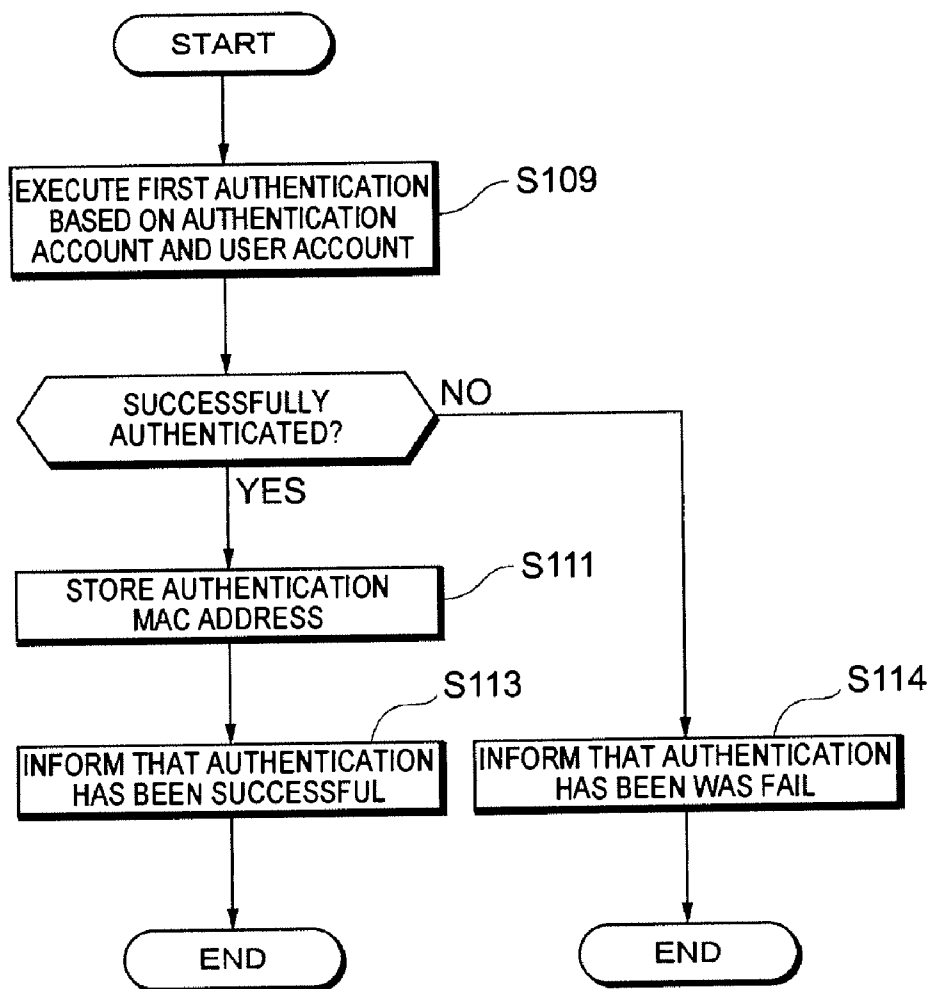 START
EXECUTE FIRST AUTHENTICATION
BASED ON AUTHENTICATION
ACCOUNT AND USER ACCOUNT
S109
SUCCESSFULLY
AUTHENTICATED?
NO
YES
STORE AUTHENTICATION
MAC ADDRESS
S111
INFORM THAT AUTHENTICATION
HAS BEEN SUCCESSFUL
S113
INFORM THAT AUTHENTICATION
HAS BEEN WAS FAIL
S114
END
END